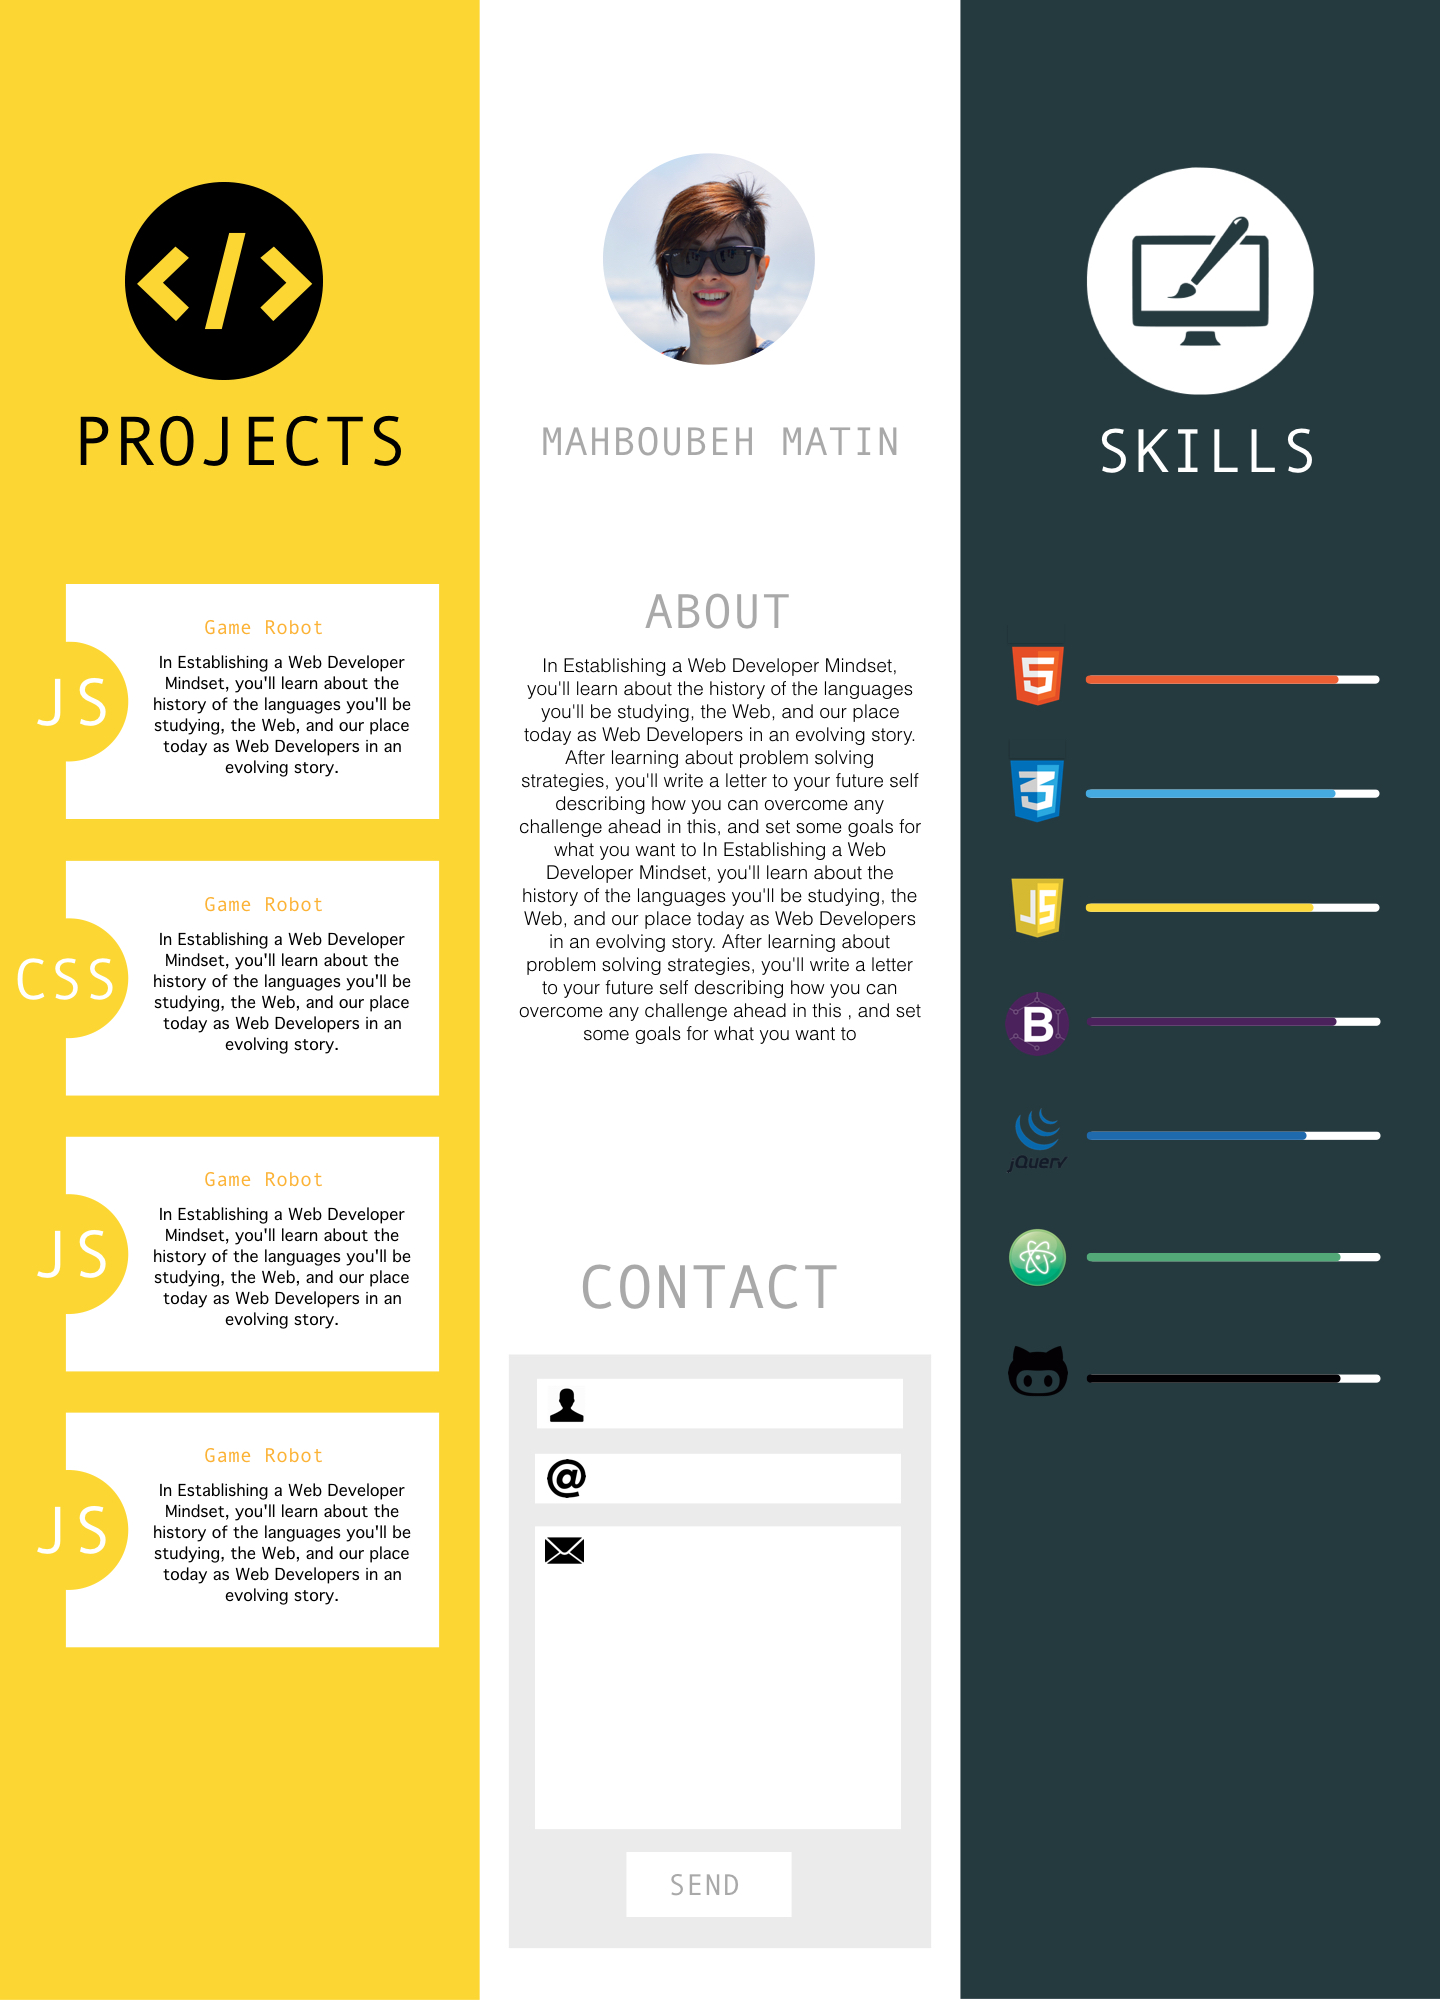 </>
PROJECTS
Game Robot
JS
In Establishing a Web Developer
Mindset, you'll learn about the
history of the languages you'll be
studying, the Web, and our place
today as Web Developers in an
evolving story.
Game Robot
CSS
In Establishing a Web Developer
Mindset, you'll learn about the
history of the languages you'll be
studying, the Web, and our place
today as Web Developers in an
evolving story.
Game Robot
JS
In Establishing a Web Developer
Mindset, you'll learn about the
history of the languages you'll be
studying, the Web, and our place
today as Web Developers in an
evolving story.
Game Robot
JS
In Establishing a Web Developer
Mindset, you'll learn about the
history of the languages you'll be
studying, the Web, and our place
today as Web Developers in an
evolving story.
MAHBOUBEH MATIN
ABOUT
In Establishing a Web Developer Mindset,
you'll learn about the history of the languages
you'll be studying, the Web, and our place
today as Web Developers in an evolving story.
After learning about problem solving
strategies, you'll write a letter to your future self
describing how you can overcome any
challenge ahead in this, and set some goals for
what you want to In Establishing a Web
Developer Mindset, you'll learn about the
history of the languages you'll be studying, the
Web, and our place today as Web Developers
in an evolving story. After learning about
problem solving strategies, you'll write a letter
to your future self describing how you can
overcome any challenge ahead in this , and set
some goals for what you want to
CONTACT
@
SEND
SKILLS
5
3
JS
B
jQuery